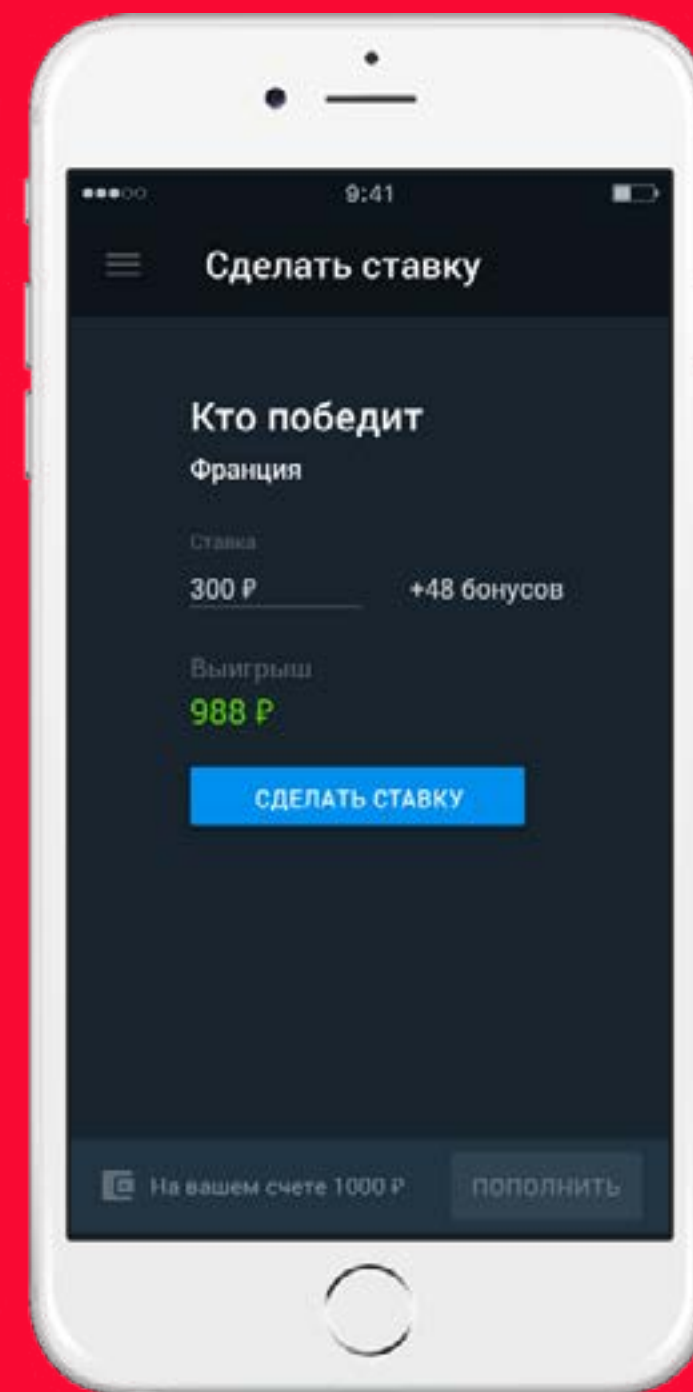 9:41
Сделать ставку
Кто победит
Франция
Ставка
300 ₽ +48 бонусов
Выигрыш
988 ₽
СДЕЛАТЬ СТАВКУ
На вашем счете 1000 ₽ ПОПОЛНИТЬ